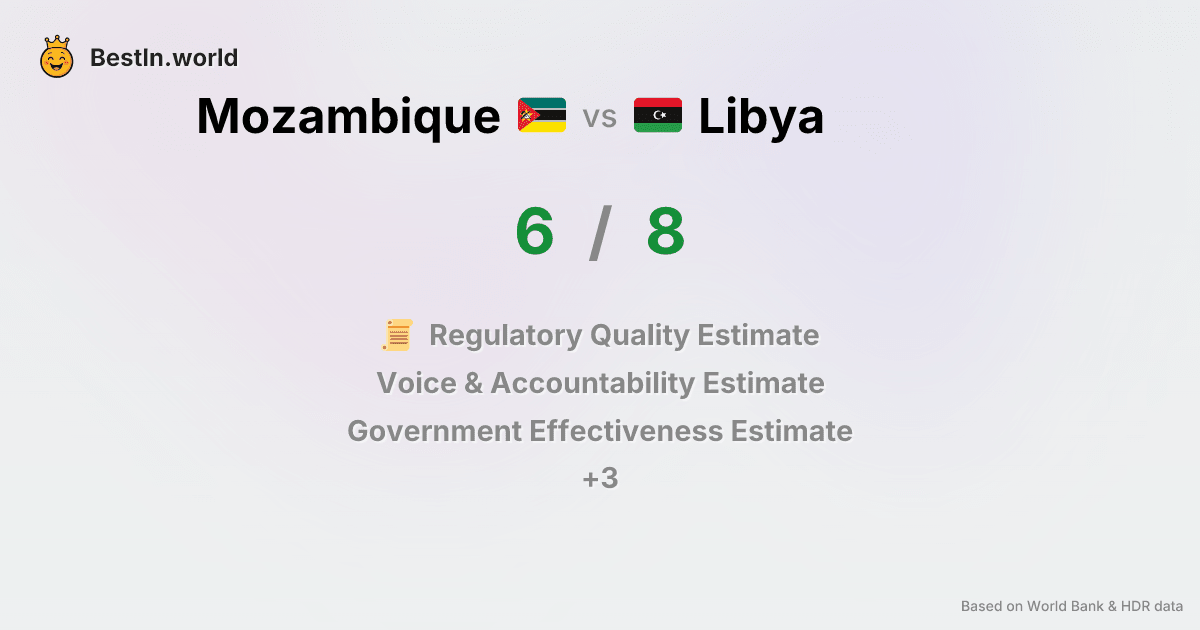 BestIn.world
Mozambique vs Libya
6 / 8
Regulatory Quality Estimate
Voice & Accountability Estimate
Government Effectiveness Estimate
+3
Based on World Bank & HDR data